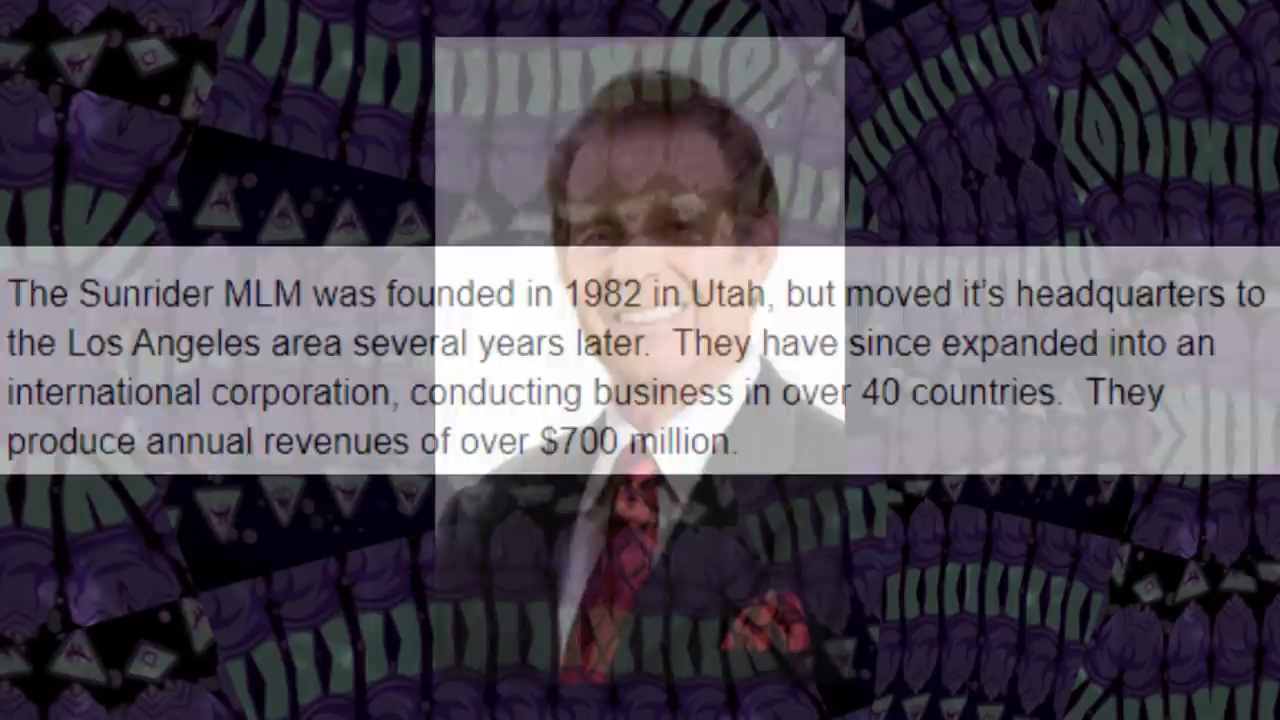 The Sunrider MLM was founded in 1982 in Utah, but moved it's headquarters to
the Los Angeles area several years later.  They have since expanded into an
international corporation, conducting business in over 40 countries.  They
produce annual revenues of over $700 million.